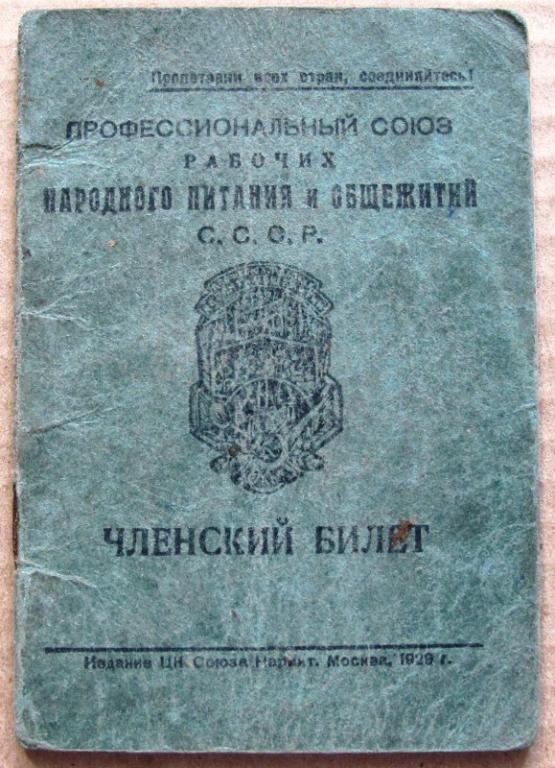 Пролетарии всех стран, соединяйтесь!
ПРОФЕССИОНАЛЬНЫЙ СОЮЗ
РАБОЧИХ
НАРОДНОГО ПИТАНИЯ и ОБЩЕЖИТИЙ
С. С. С. Р.
ЧЛЕНСКИЙ БИЛЕТ
Издание ЦК Союза Нарпит. Москва, 1929 г.